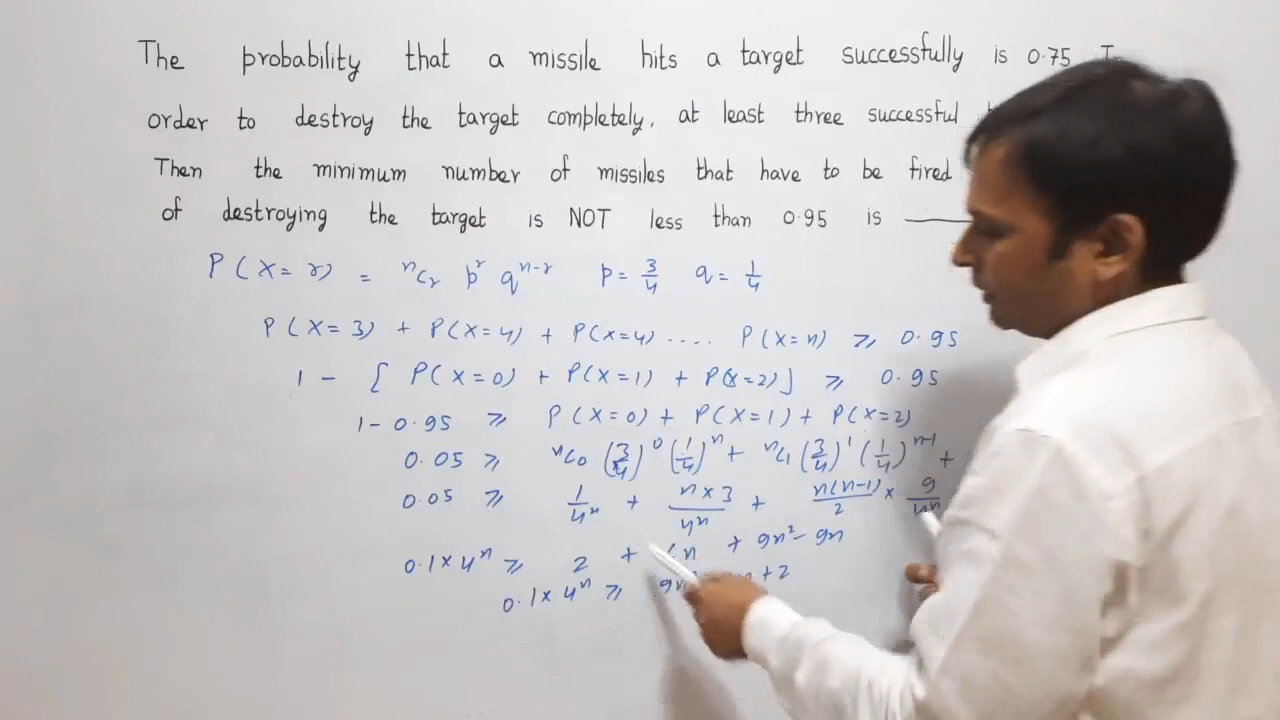 The probability that a missile hits a target successfully is 0.75
order to destroy the target completely, at least three successful
Then the minimum number of missiles that have to be fired
of destroying the target is NOT less than 0.95 is ____
P(X=r) = ⁿCᵣ pʳ qⁿ⁻ʳ p= 3/4 q= 1/4
P(X=3) + P(X=4) + P(X=4) .... P(X=n) ⩾ 0.95
1 - [ P(X=0) + P(X=1) + P(X=2) ] ⩾ 0.95
1-0.95 ⩾ P(X=0) + P(X=1) + P(X=2)
0.05 ⩾ ⁿC₀ (3/4)⁰ (1/4)ⁿ + ⁿC₁ (3/4)¹ (1/4)ⁿ⁻¹ +
0.05 ⩾ 1/4ⁿ + n×3/4ⁿ + n(n-1)/2 × 9/4ⁿ
0.1×4ⁿ ⩾ 2 + n + 9n²-9n
0.1×4ⁿ ⩾ +2